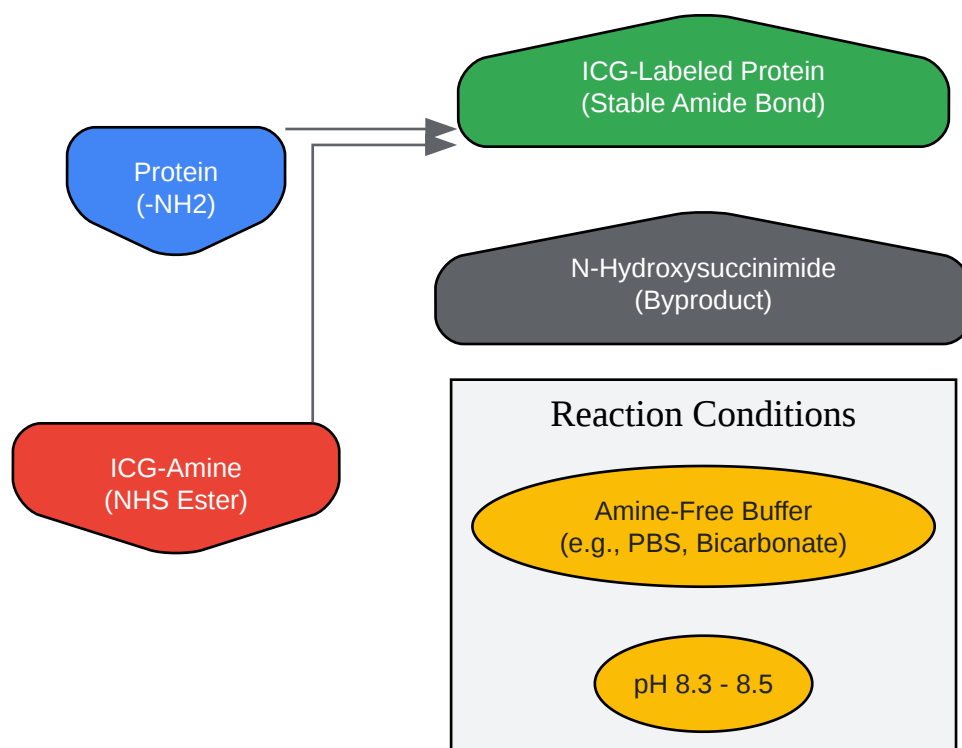 ICG-Labeled Protein
(Stable Amide Bond)
Protein
(-NH2)
N-Hydroxysuccinimide
(Byproduct)
Reaction Conditions
ICG-Amine
(NHS Ester)
Amine-Free Buffer
(e.g., PBS, Bicarbonate)
pH 8.3 - 8.5